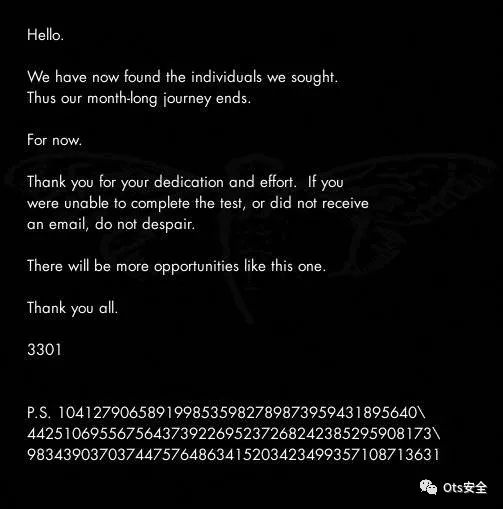 Hello.
We have now found the individuals we sought.
Thus our month-long journey ends.
For now.
Thank you for your dedication and effort.  If you
were unable to complete the test, or did not receive
an email, do not despair.
There will be more opportunities like this one.
Thank you all.
3301
P.S. 10412790658919985359827898739594318956404\
44251069556756437392269523726824238529590817 3\
9834390370374475764863415203423499357108713631
Ots安全